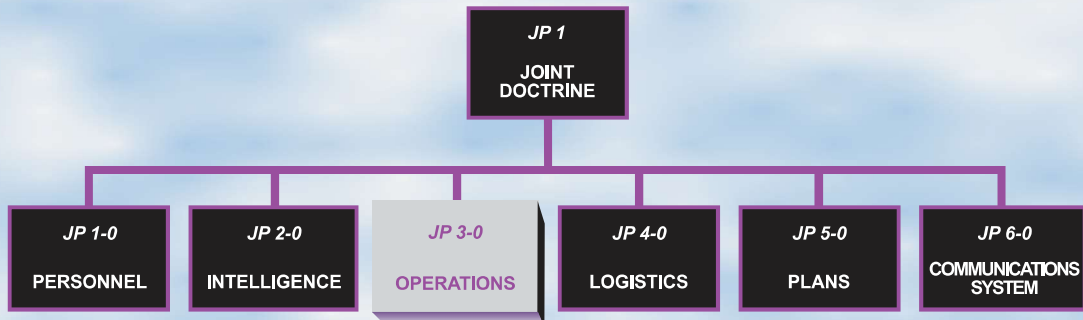 JP 1
JOINT
DOCTRINE
JP 1-0
PERSONNEL
JP 2-0
INTELLIGENCE
JP 3-0
OPERATIONS
JP 4-0
LOGISTICS
JP 5-0
PLANS
JP 6-0
COMMUNICATIONS
SYSTEM